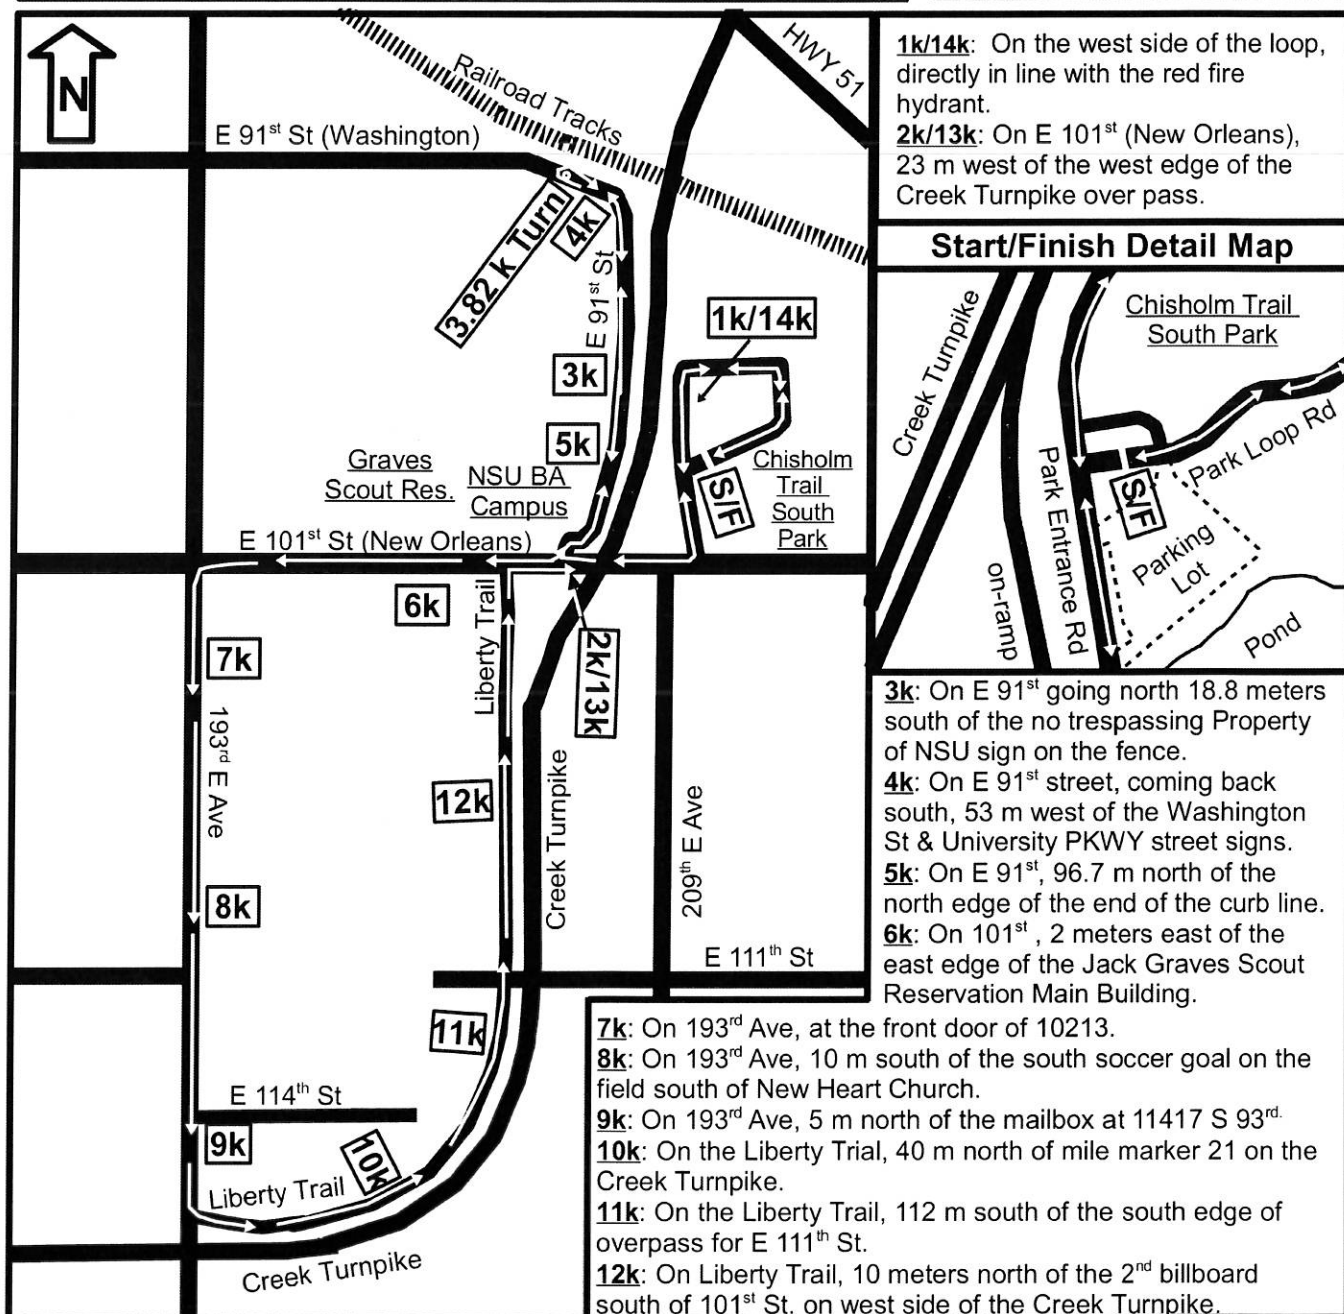 N
E 91st St (Washington)
Railroad Tracks
HWY 51
3.82 k Turn
4k
E 91st St
1k/14k
3k
5k
Graves
Scout Res.
NSU BA
Campus
S/F
Chisholm
Trail
South
Park
E 101st St (New Orleans)
6k
Liberty Trail
2k/13k
7k
193rd E Ave
12k
Creek Turnpike
209th E Ave
8k
E 111th St
11k
E 114th St
9k
10k
Liberty Trail
Creek Turnpike
1k/14k: On the west side of the loop,
directly in line with the red fire
hydrant.
2k/13k: On E 101st (New Orleans),
23 m west of the west edge of the
Creek Turnpike over pass.
Start/Finish Detail Map
Creek Turnpike
Chisholm Trail
South Park
Park Loop Rd
Park Entrance Rd
S/F
Parking
Lot
on-ramp
Pond
3k: On E 91st going north 18.8 meters
south of the no trespassing Property
of NSU sign on the fence.
4k: On E 91st street, coming back
south, 53 m west of the Washington
St & University PKWY street signs.
5k: On E 91st, 96.7 m north of the
north edge of the end of the curb line.
6k: On 101st , 2 meters east of the
east edge of the Jack Graves Scout
Reservation Main Building.
7k: On 193rd Ave, at the front door of 10213.
8k: On 193rd Ave, 10 m south of the south soccer goal on the
field south of New Heart Church.
9k: On 193rd Ave, 5 m north of the mailbox at 11417 S 93rd.
10k: On the Liberty Trial, 40 m north of mile marker 21 on the
Creek Turnpike.
11k: On the Liberty Trail, 112 m south of the south edge of
overpass for E 111th St.
12k: On Liberty Trail, 10 meters north of the 2nd billboard
south of 101st St. on west side of the Creek Turnpike.